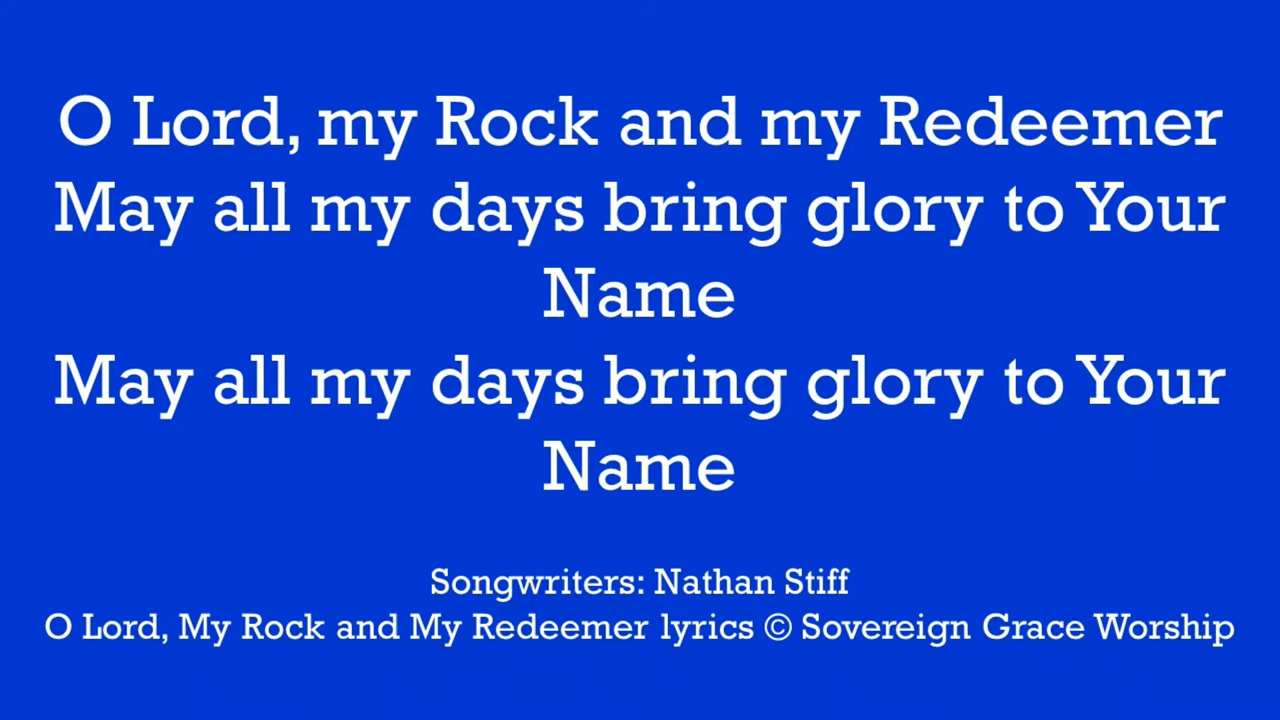 O Lord, my Rock and my Redeemer
May all my days bring glory to Your
Name
May all my days bring glory to Your
Name
Songwriters: Nathan Stiff
O Lord, My Rock and My Redeemer lyrics © Sovereign Grace Worship